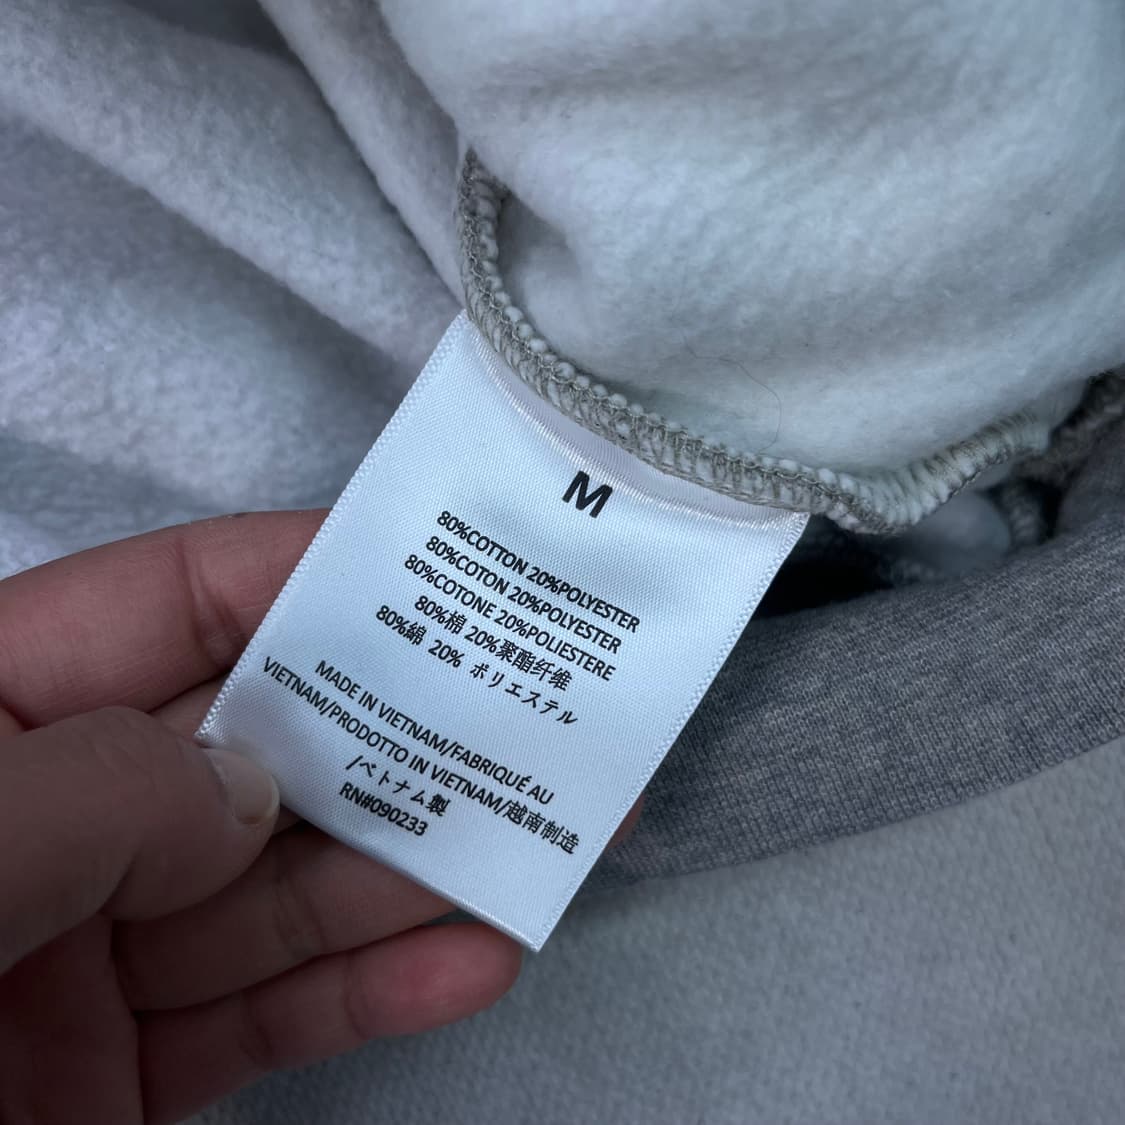 M
80%COTTON 20%POLYESTER
80%COTON 20%POLYESTER
80%COTONE 20%POLIESTERE
80%棉 20%聚酯纤维
80%綿 20% ポリエステル
MADE IN VIETNAM/FABRIQUÉ AU
VIETNAM/PRODOTTO IN VIETNAM/越南制造
/ベトナム製
RN#090233